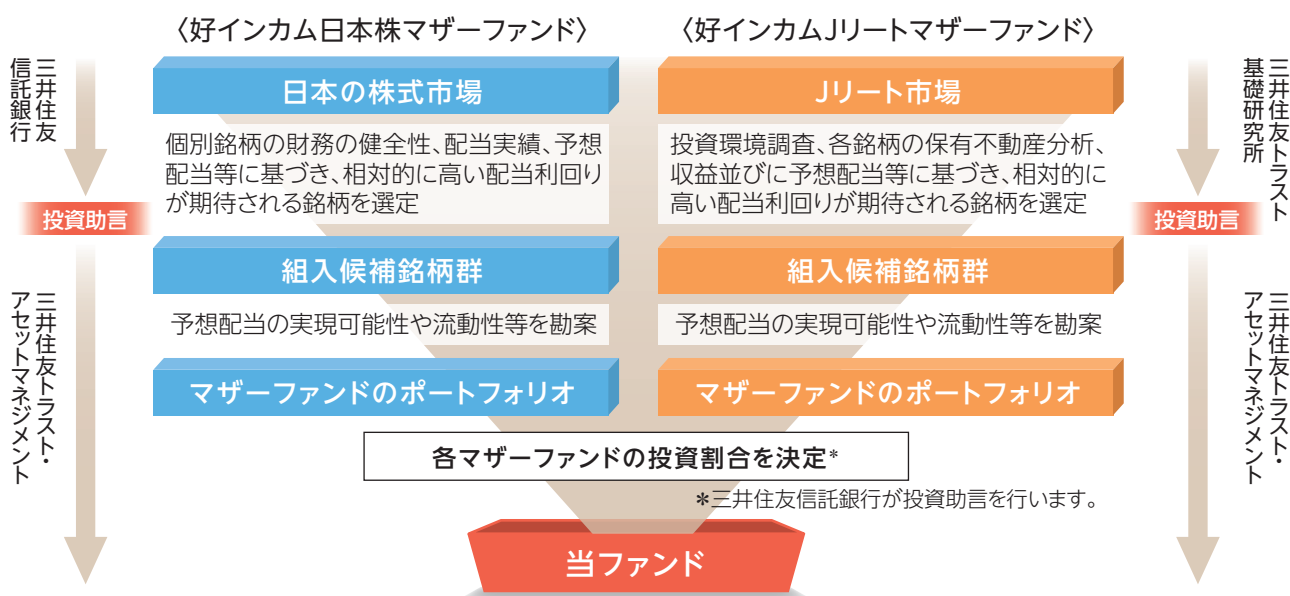 〈好インカム日本株マザーファンド〉
〈好インカムJリートマザーファンド〉
三井住友
信託銀行
日本の株式市場
Jリート市場
三井住友トラスト
基礎研究所
個別銘柄の財務の健全性、配当実績、予想
配当等に基づき、相対的に高い配当利回り
が期待される銘柄を選定
投資環境調査、各銘柄の保有不動産分析、
収益並びに予想配当等に基づき、相対的に
高い配当利回りが期待される銘柄を選定
投資助言
投資助言
組入候補銘柄群
組入候補銘柄群
三井住友トラスト・
アセットマネジメント
予想配当の実現可能性や流動性等を勘案
予想配当の実現可能性や流動性等を勘案
三井住友トラスト・
アセットマネジメント
マザーファンドのポートフォリオ
マザーファンドのポートフォリオ
各マザーファンドの投資割合を決定*
*三井住友信託銀行が投資助言を行います。
当ファンド